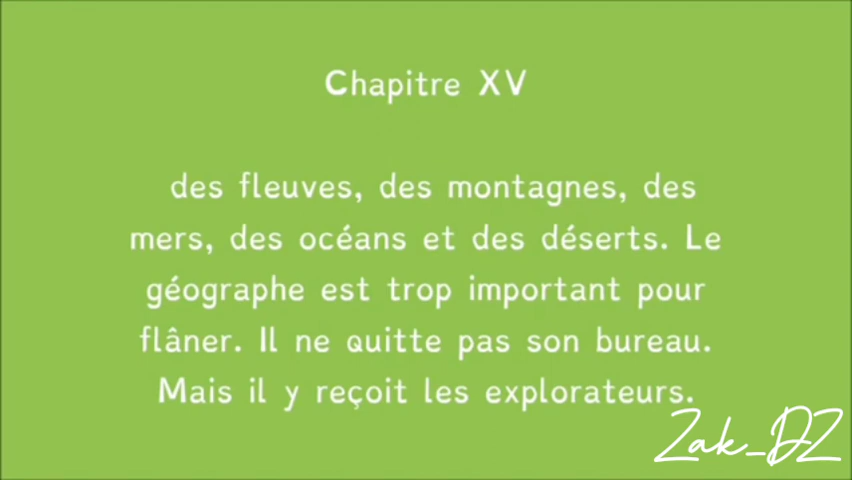 Chapitre XV
des fleuves, des montagnes, des
mers, des océans et des déserts. Le
géographe est trop important pour
flâner. Il ne quitte pas son bureau.
Mais il y reçoit les explorateurs.
Zak_DZ